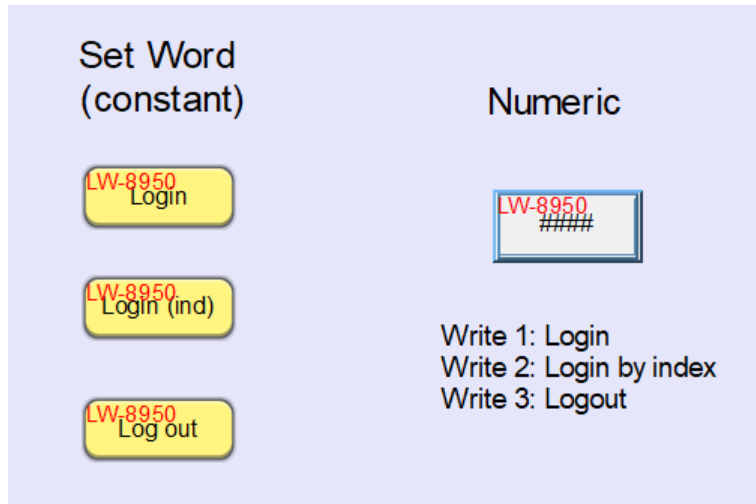 Set Word
(constant)
Numeric
LW-8950
Login
LW-8950
####
LW-8950
Login (ind)
Write 1: Login
Write 2: Login by index
Write 3: Logout
LW-8950
Log out